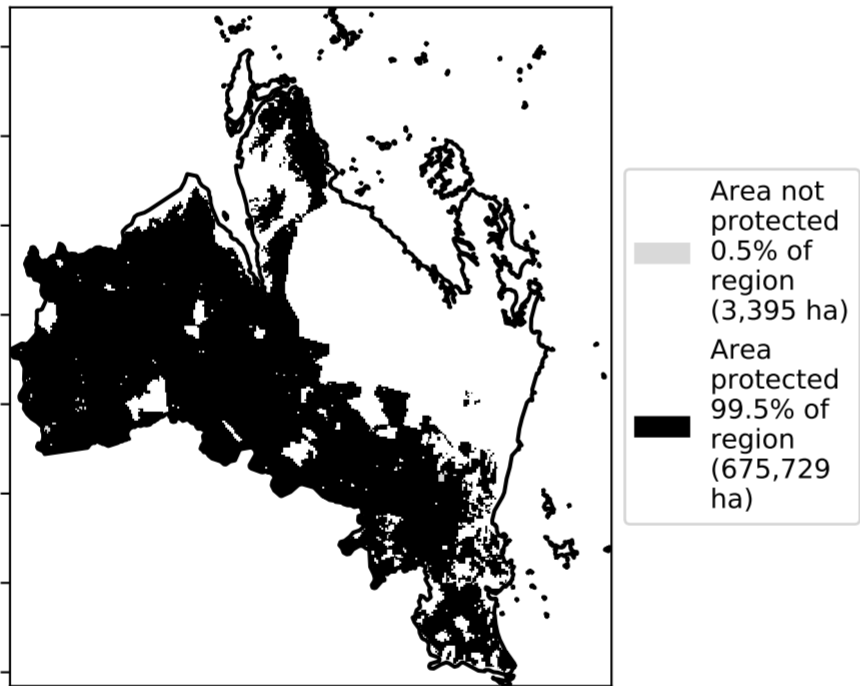 Area not
protected
0.5% of
region
(3,395 ha)
Area
protected
99.5% of
region
(675,729
ha)